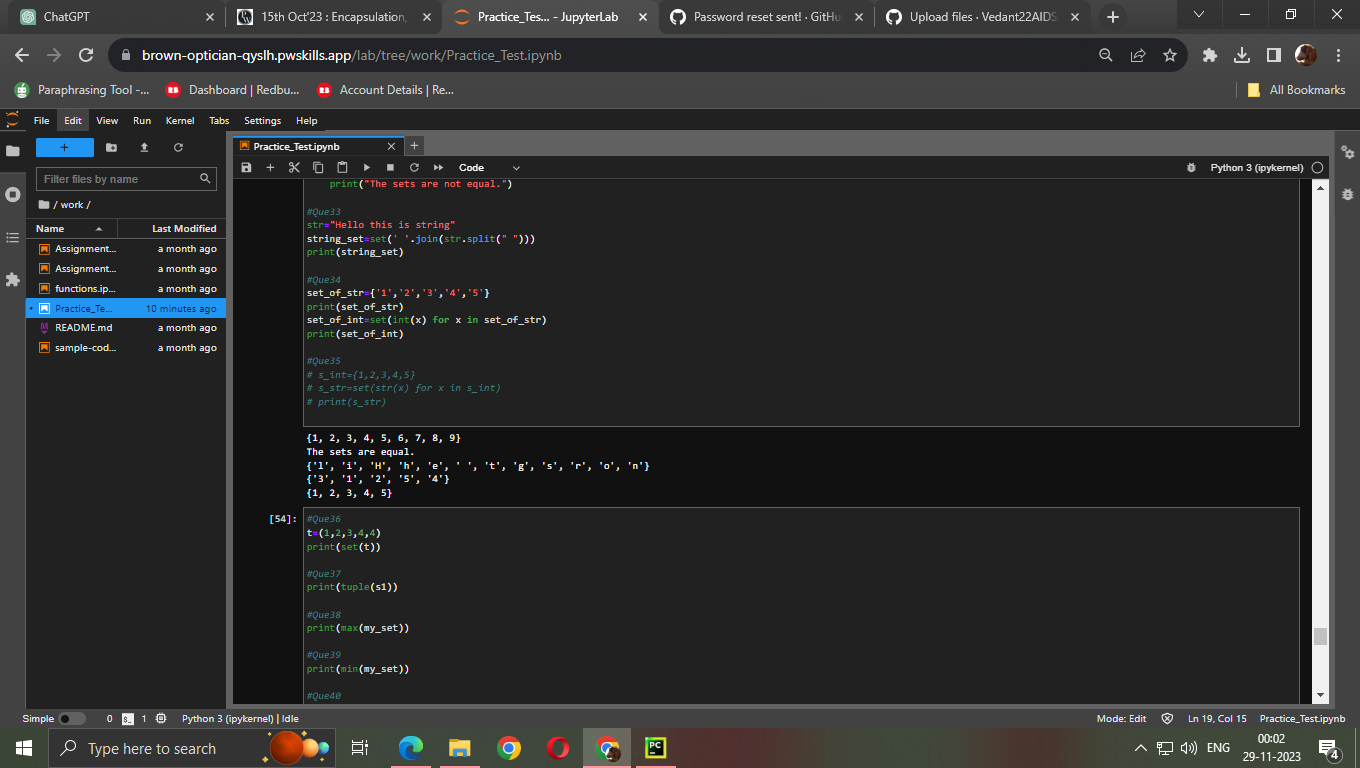 ChatGPT
15th Oct'23 : Encapsulation,
Practice_Tes... - JupyterLab
Password reset sent! · GitHu
Upload files · Vedant22AIDS
brown-optician-qyslh.pwskills.app/lab/tree/work/Practice_Test.ipynb
Paraphrasing Tool -...
Dashboard | Redbu...
Account Details | Re...
All Bookmarks
File Edit View Run Kernel Tabs Settings Help
Filter files by name
/ work /
Name Last Modified
Assignment... a month ago
Assignment... a month ago
functions.ip... a month ago
Practice_Te... 10 minutes ago
README.md a month ago
sample-cod... a month ago
Practice_Test.ipynb
Code
Python 3 (ipykernel)
print("The sets are not equal.")
#Que33
str="Hello this is string"
string_set=set(' '.join(str.split(" ")))
print(string_set)
#Que34
set_of_str={'1','2','3','4','5'}
print(set_of_str)
set_of_int=set(int(x) for x in set_of_str)
print(set_of_int)
#Que35
# s_int={1,2,3,4,5}
# s_str=set(str(x) for x in s_int)
# print(s_str)
{1, 2, 3, 4, 5, 6, 7, 8, 9}
The sets are equal.
{'l', 'i', 'H', 'h', 'e', ' ', 't', 'g', 's', 'r', 'o', 'n'}
{'3', '1', '2', '5', '4'}
{1, 2, 3, 4, 5}
[54]:
#Que36
t=(1,2,3,4,4)
print(set(t))
#Que37
print(tuple(s1))
#Que38
print(max(my_set))
#Que39
print(min(my_set))
#Que40
Simple 0 1 Python 3 (ipykernel) | Idle
Mode: Edit Ln 19, Col 15 Practice_Test.ipynb
Type here to search
PC
ENG
00:02
29-11-2023
4